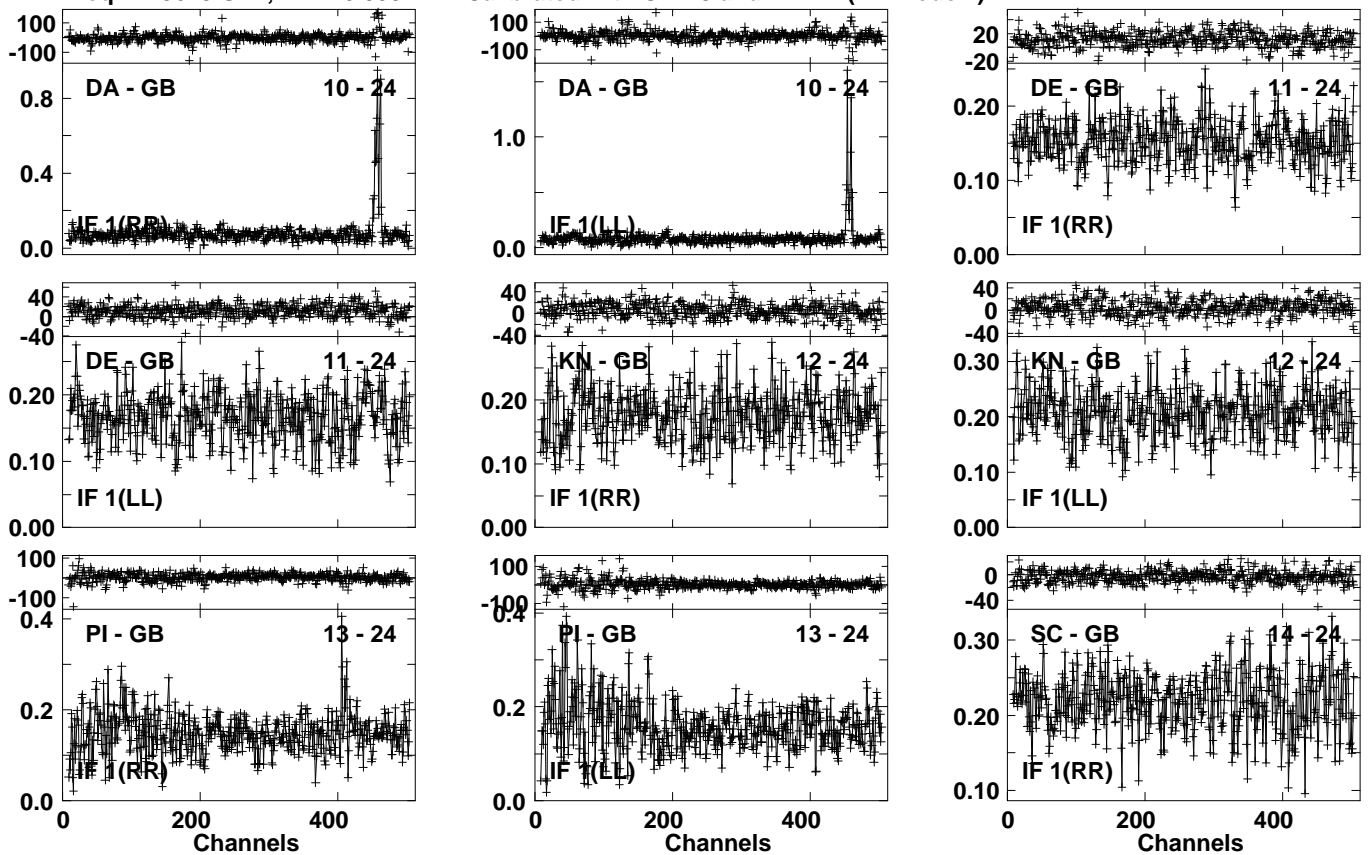 100
-100
DA - GB 10 - 24
0.8
0.4
0.0
IF 1(RR)
100
-100
DA - GB 10 - 24
1.0
0.0
IF 1(LL)
20
-20
DE - GB 11 - 24
0.20
0.10
0.00
IF 1(RR)
40
0
-40
DE - GB 11 - 24
0.20
0.10
0.00
IF 1(LL)
40
0
-40
KN - GB 12 - 24
0.20
0.10
0.00
IF 1(RR)
40
0
-40
KN - GB 12 - 24
0.30
0.20
0.10
0.00
IF 1(LL)
100
-100
PI - GB 13 - 24
0.4
0.2
0.0
IF 1(RR)
0 200 400
Channels
100
-100
PI - GB 13 - 24
0.4
0.2
0.0
IF 1(LL)
0 200 400
Channels
0
-40
SC - GB 14 - 24
0.30
0.20
0.10
IF 1(RR)
0 200 400
Channels